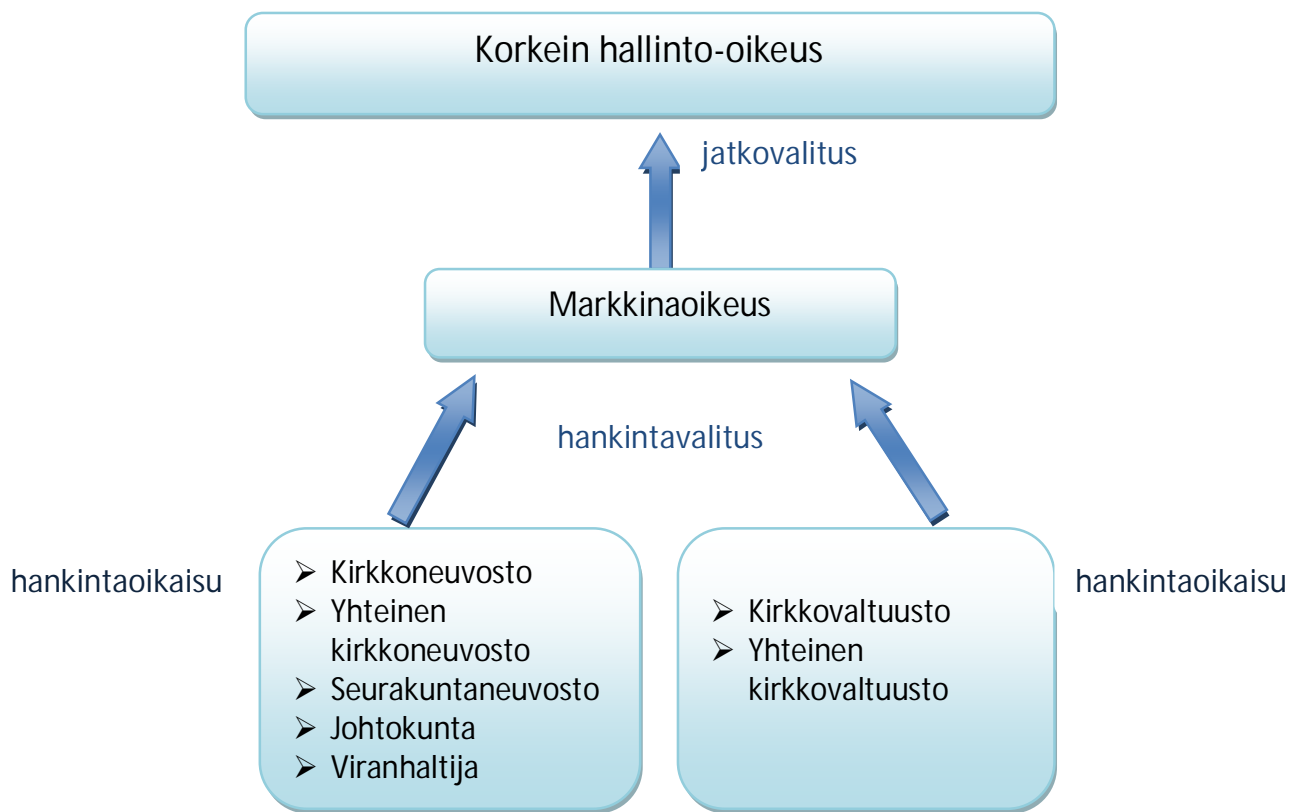 Korkein hallinto-oikeus
jatkovalitus
Markkinaoikeus
hankintavalitus
hankintaoikaisu
➢ Kirkkoneuvosto
➢ Yhteinen
kirkkoneuvosto
➢ Seurakuntaneuvosto
➢ Johtokunta
➢ Viranhaltija
➢ Kirkkovaltuusto
➢ Yhteinen
kirkkovaltuusto
hankintaoikaisu